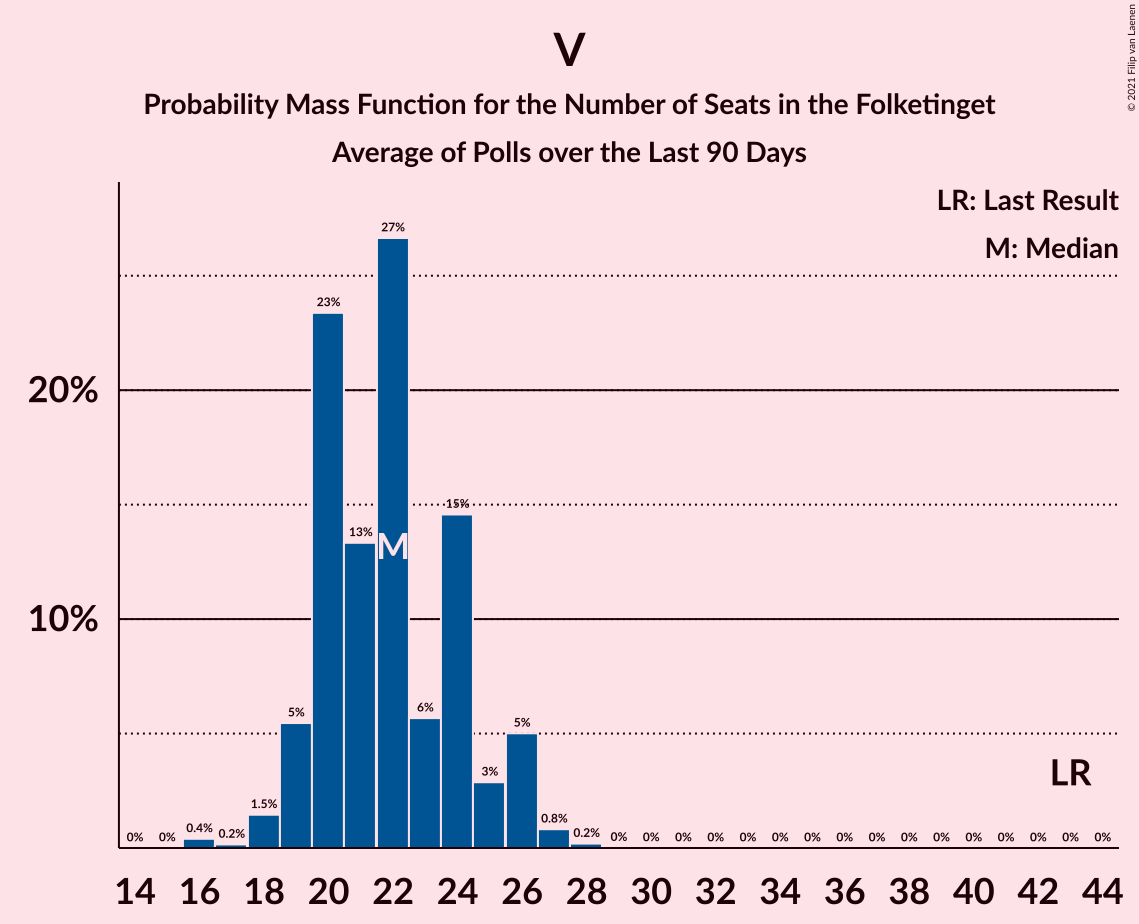 V
Probability Mass Function for the Number of Seats in the Folketinget
Average of Polls over the Last 90 Days
© 2021 Filip van Laenen
LR: Last Result
M: Median
27%
23%
20%
15%
13%
M
10%
5%
6%
5%
3%
LR
0%
0%
0.4%
0.2%
1.5%
0.8%
0.2%
0% 0% 0% 0% 0% 0% 0% 0% 0% 0% 0% 0% 0% 0% 0% 0%
14 16 18 20 22 24 26 28 30 32 34 36 38 40 42 44